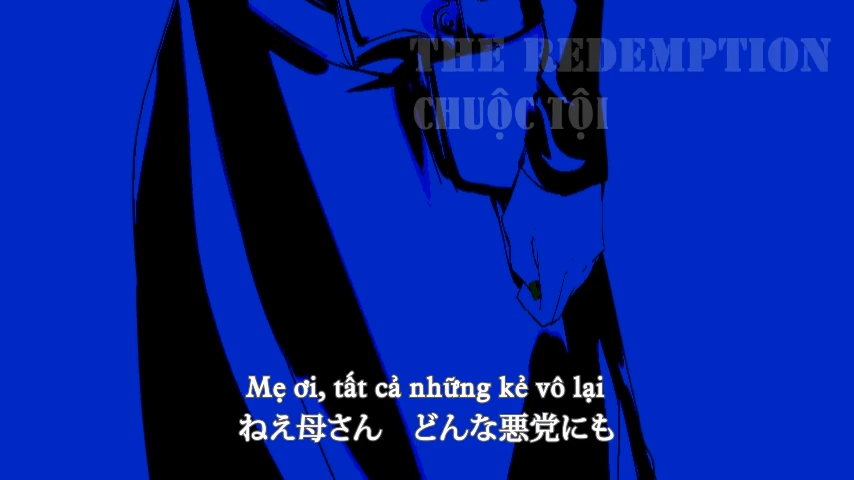 THE REDEMPTION
CHUỘC TỘI
Mẹ ơi, tất cả những kẻ vô lại
ねえ母さん　どんな悪党にも